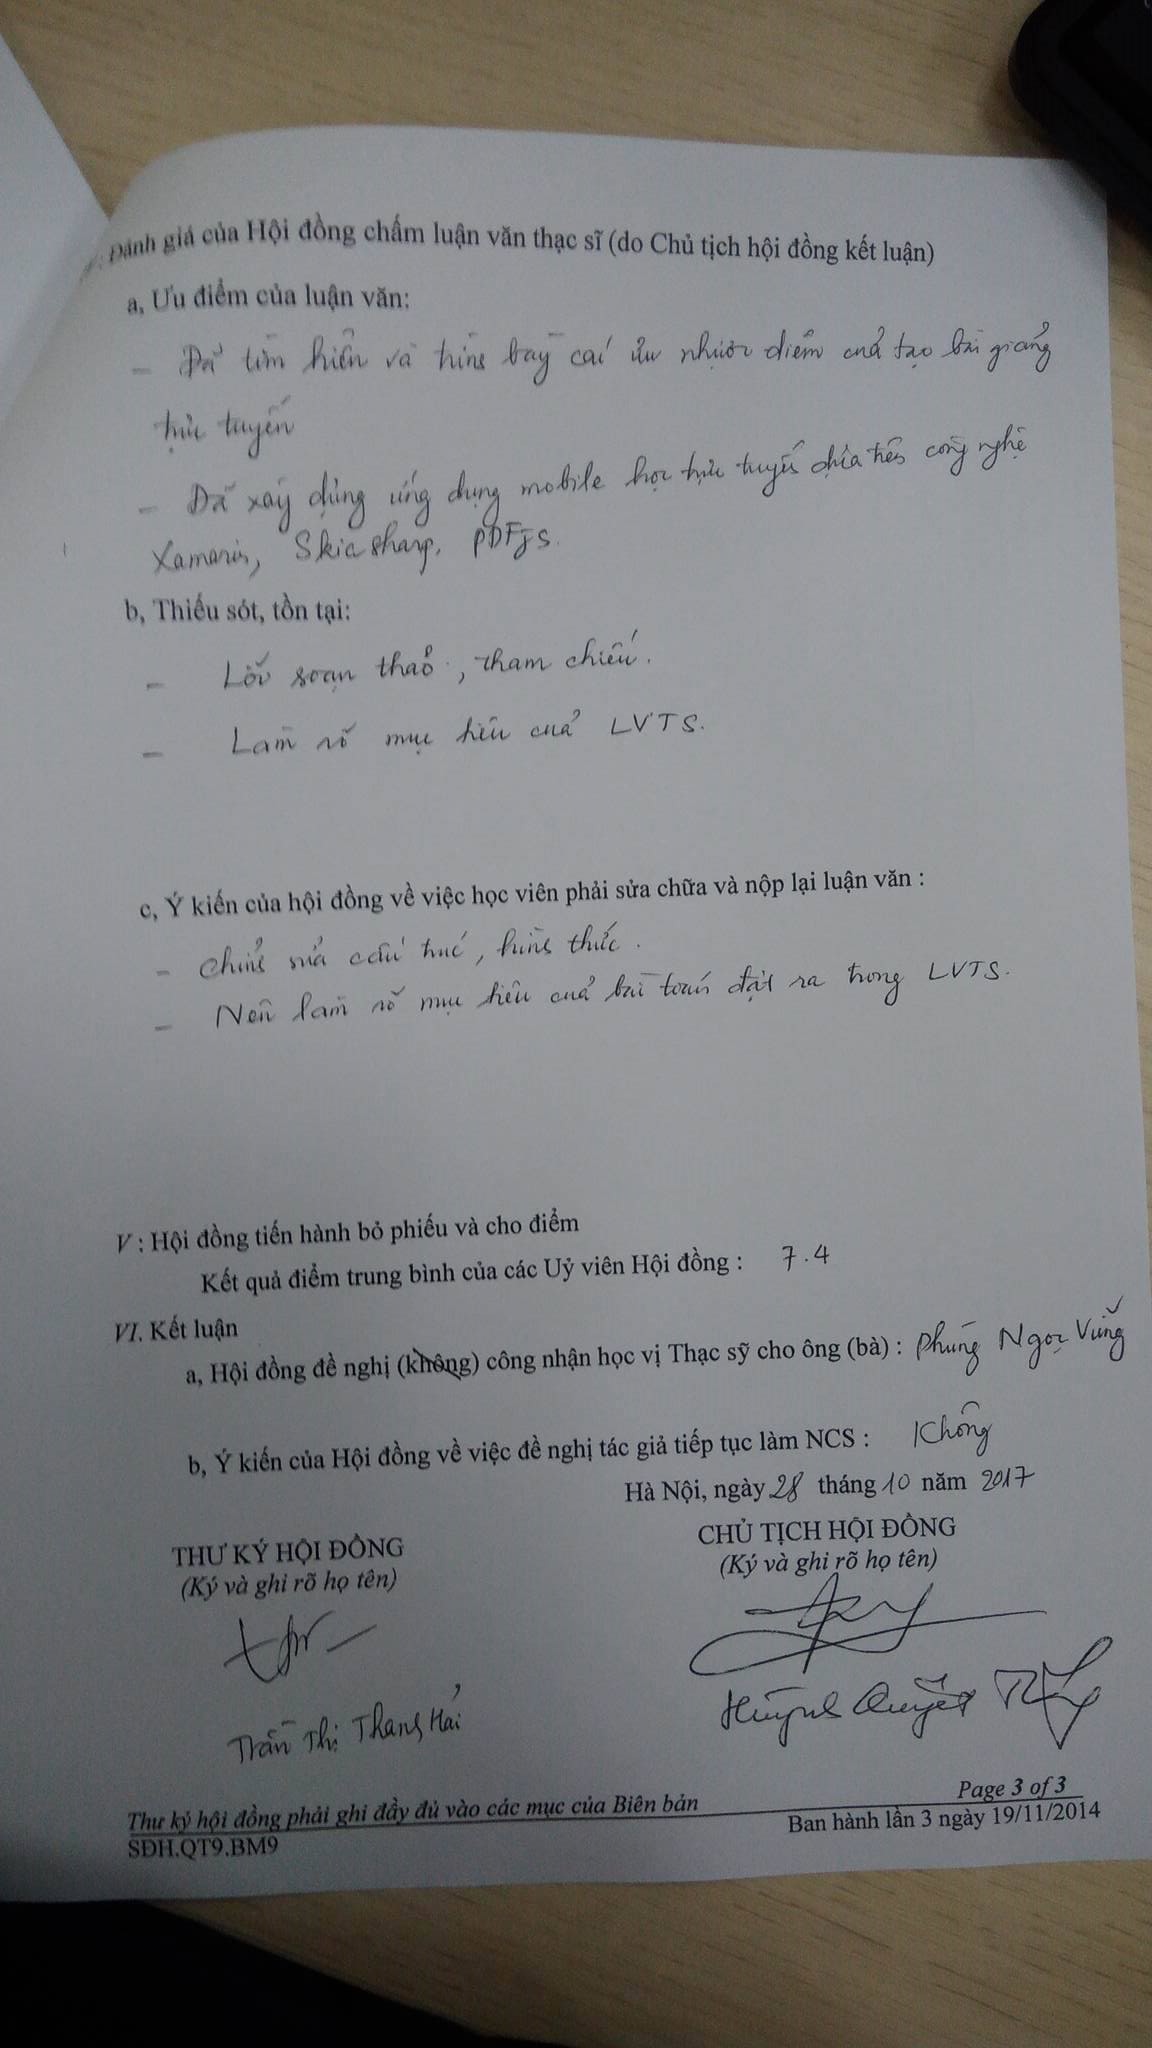 Đánh giá của Hội đồng chấm luận văn thạc sĩ (do Chủ tịch hội đồng kết luận)
a, Ưu điểm của luận văn:
- Đã tìm hiểu và trình bày các ưu nhược điểm của tạo bài giảng
trực tuyến
- Đã xây dựng ứng dụng mobile học trực tuyến dựa trên công nghệ
Xamarin, Skia sharp, PDFjs.
b, Thiếu sót, tồn tại:
- Lỗi soạn thảo, tham chiếu.
- Làm rõ mục tiêu của LVTS.
c, Ý kiến của hội đồng về việc học viên phải sửa chữa và nộp lại luận văn :
- Chỉnh sửa cấu trúc, hình thức.
- Nên làm rõ mục tiêu của bài toán đặt ra trong LVTS.
V : Hội đồng tiến hành bỏ phiếu và cho điểm
Kết quả điểm trung bình của các Uỷ viên Hội đồng : 7.4
VI. Kết luận
a, Hội đồng đề nghị (không) công nhận học vị Thạc sỹ cho ông (bà) : Phùng Ngọc Vững
b, Ý kiến của Hội đồng về việc đề nghị tác giả tiếp tục làm NCS : Không
Hà Nội, ngày 28 tháng 10 năm 2017
THƯ KÝ HỘI ĐỒNG
(Ký và ghi rõ họ tên)
Trần Thị Thanh Hải
CHỦ TỊCH HỘI ĐỒNG
(Ký và ghi rõ họ tên)
Huỳnh Quyết
Page 3 of 3
Thư ký hội đồng phải ghi đầy đủ vào các mục của Biên bản
SĐH.QT9.BM9
Ban hành lần 3 ngày 19/11/2014